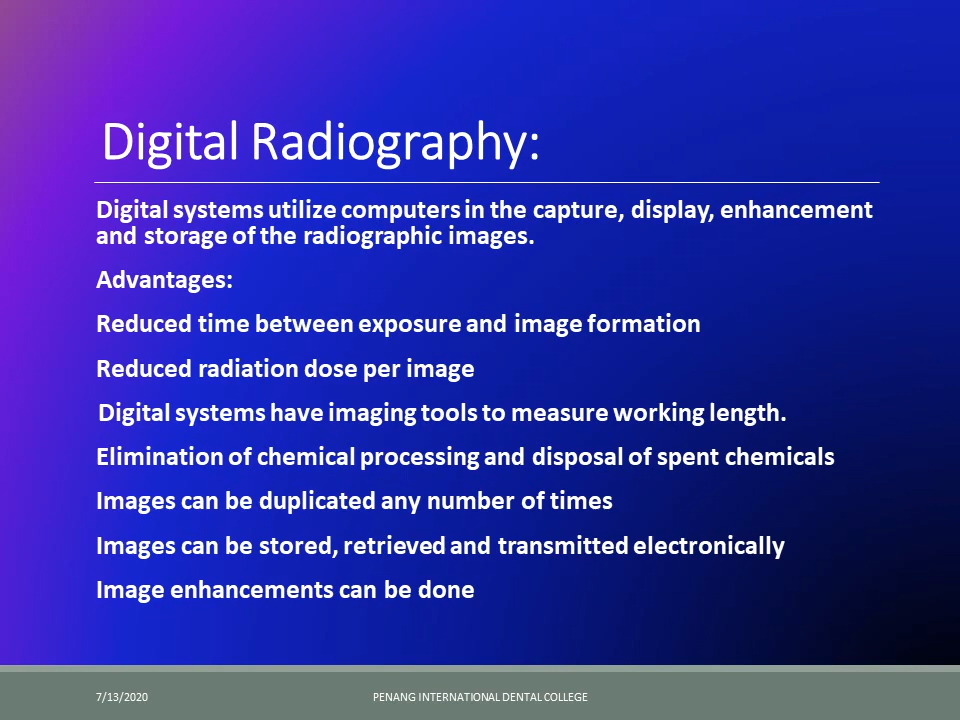 Digital Radiography:
Digital systems utilize computers in the capture, display, enhancement
and storage of the radiographic images.
Advantages:
Reduced time between exposure and image formation
Reduced radiation dose per image
Digital systems have imaging tools to measure working length.
Elimination of chemical processing and disposal of spent chemicals
Images can be duplicated any number of times
Images can be stored, retrieved and transmitted electronically
Image enhancements can be done
7/13/2020
PENANG INTERNATIONAL DENTAL COLLEGE